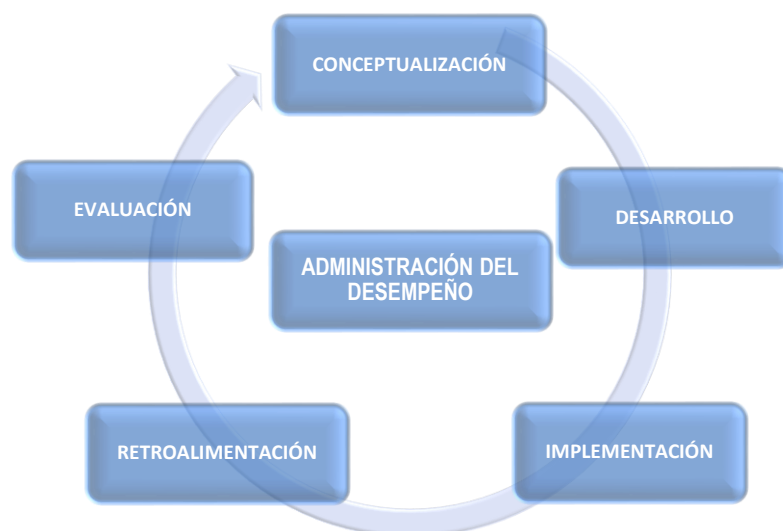 CONCEPTUALIZACIÓN
EVALUACIÓN
DESARROLLO
ADMINISTRACIÓN DEL
DESEMPEÑO
RETROALIMENTACIÓN
IMPLEMENTACIÓN